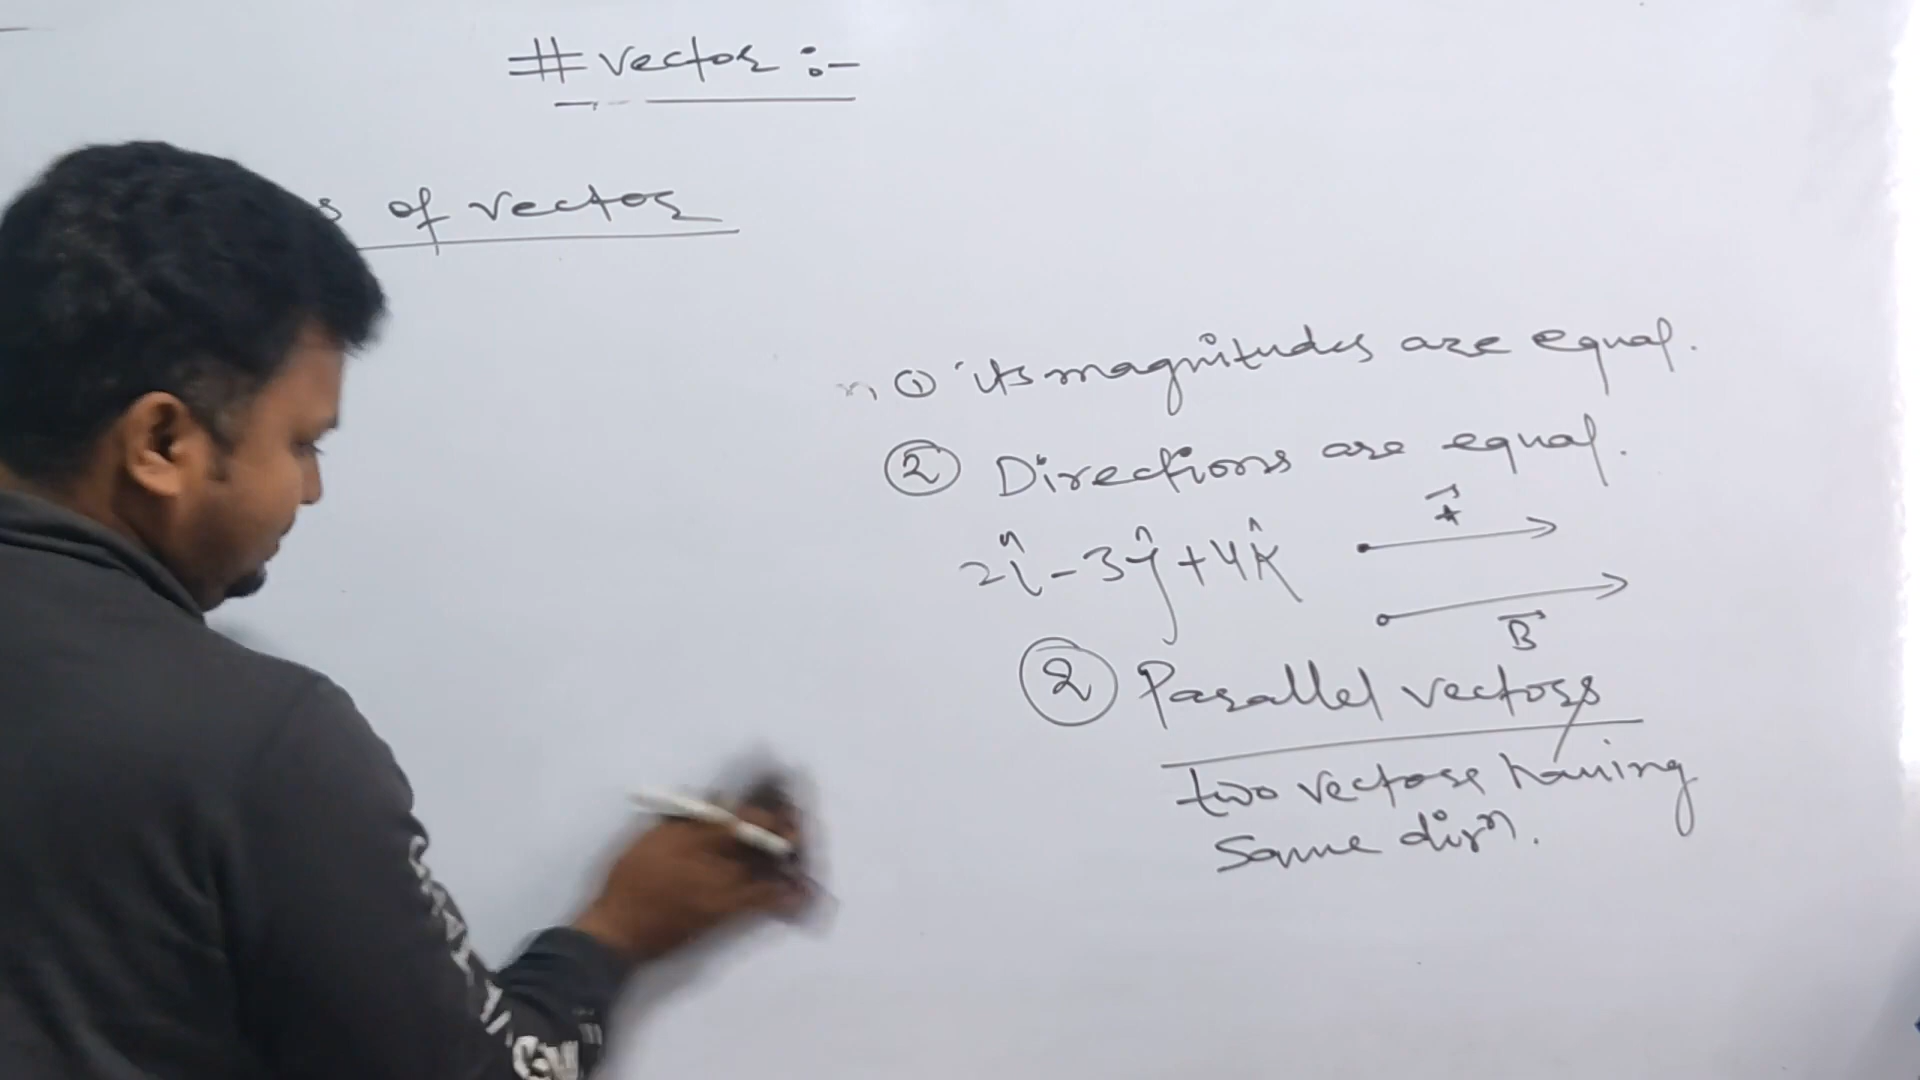 # vector :-
s of vector
n ① its magnitudes are equal.
② Directions are equal.
2î - 3ĵ + 4k̂
A⃗
B⃗
② Parallel vectors
two vectors having
Same dirⁿ.